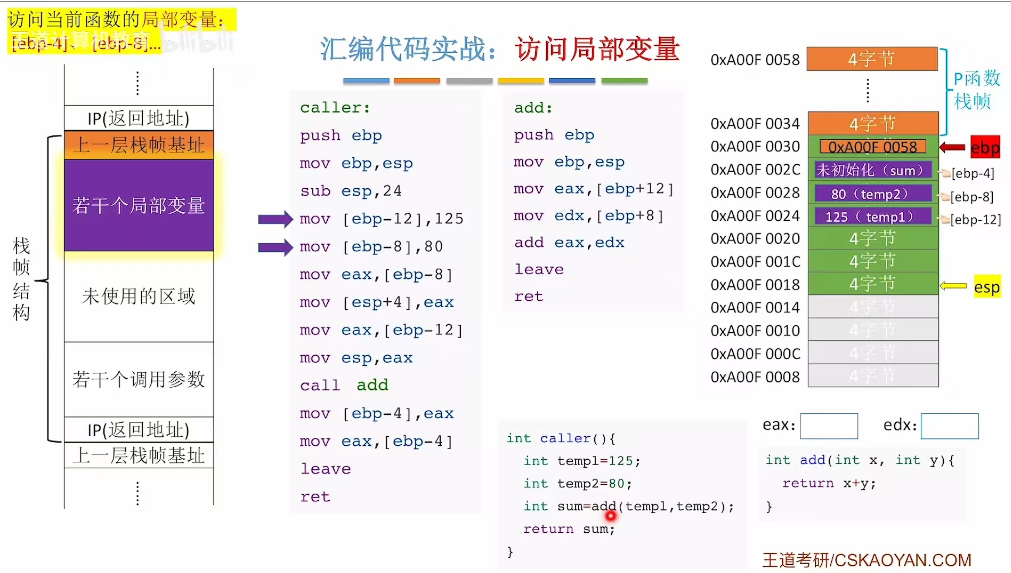 访问当前函数的局部变量：
[ebp-4]、 [ebp-8]…
汇编代码实战：访问局部变量
IP(返回地址)
上一层栈帧基址
若干个局部变量
未使用的区域
若干个调用参数
IP(返回地址)
上一层栈帧基址
栈帧结构
caller:
push ebp
mov ebp,esp
sub esp,24
mov [ebp-12],125
mov [ebp-8],80
mov eax,[ebp-8]
mov [esp+4],eax
mov eax,[ebp-12]
mov esp,eax
call add
mov [ebp-4],eax
mov eax,[ebp-4]
leave
ret
add:
push ebp
mov ebp,esp
mov eax,[ebp+12]
mov edx,[ebp+8]
add eax,edx
leave
ret
int caller(){
int temp1=125;
int temp2=80;
int sum=add(temp1,temp2);
return sum;
}
0xA00F 0058 4字节
P函数
栈帧
0xA00F 0034 4字节
0xA00F 0030 0xA00F 0058 ebp
0xA00F 002C 未初始化（sum） [ebp-4]
0xA00F 0028 80（temp2） [ebp-8]
0xA00F 0024 125（temp1） [ebp-12]
0xA00F 0020 4字节
0xA00F 001C 4字节
0xA00F 0018 4字节 esp
0xA00F 0014 4字节
0xA00F 0010 4字节
0xA00F 000C 4字节
0xA00F 0008 4字节
eax: edx:
int add(int x, int y){
return x+y;
}
王道考研/CSKAOYAN.COM